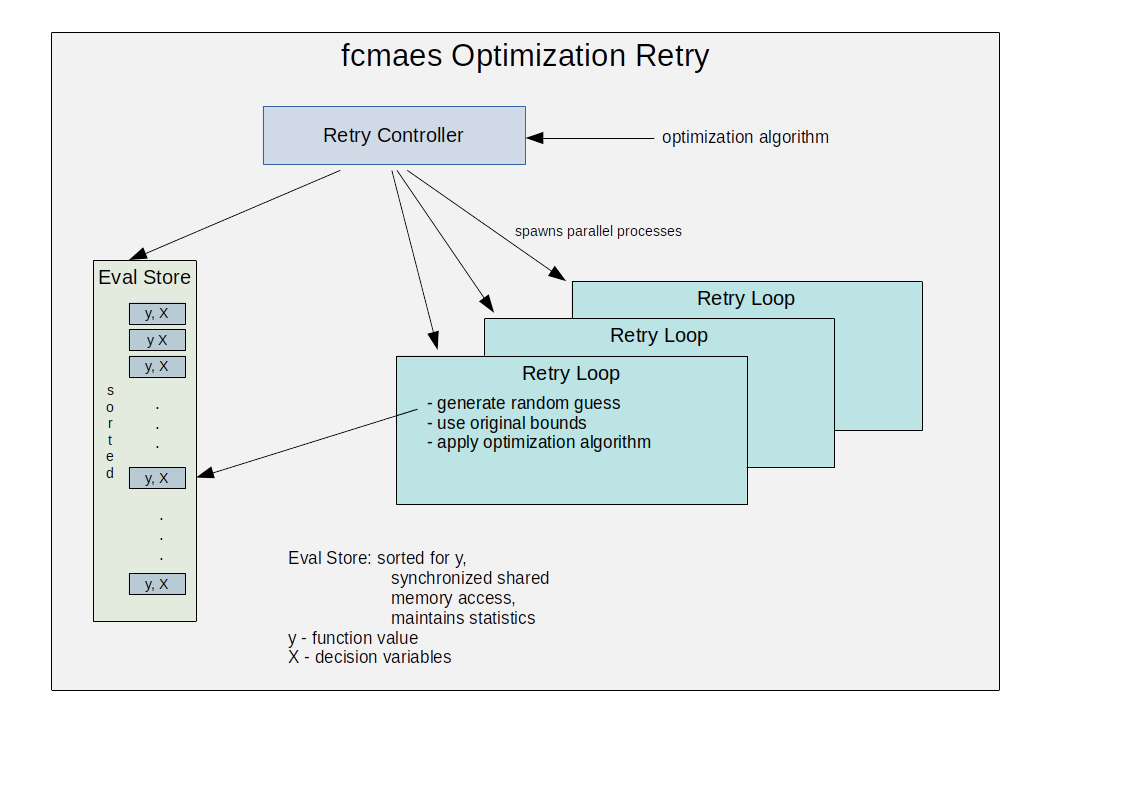 fcmaes Optimization Retry
Retry Controller
optimization algorithm
spawns parallel processes
Eval Store
y, X
y X
y, X
sorted
.
.
.
y, X
.
.
.
y, X
Retry Loop
Retry Loop
Retry Loop
- generate random guess
- use original bounds
- apply optimization algorithm
Eval Store: sorted for y,
synchronized shared
memory access,
maintains statistics
y - function value
X - decision variables